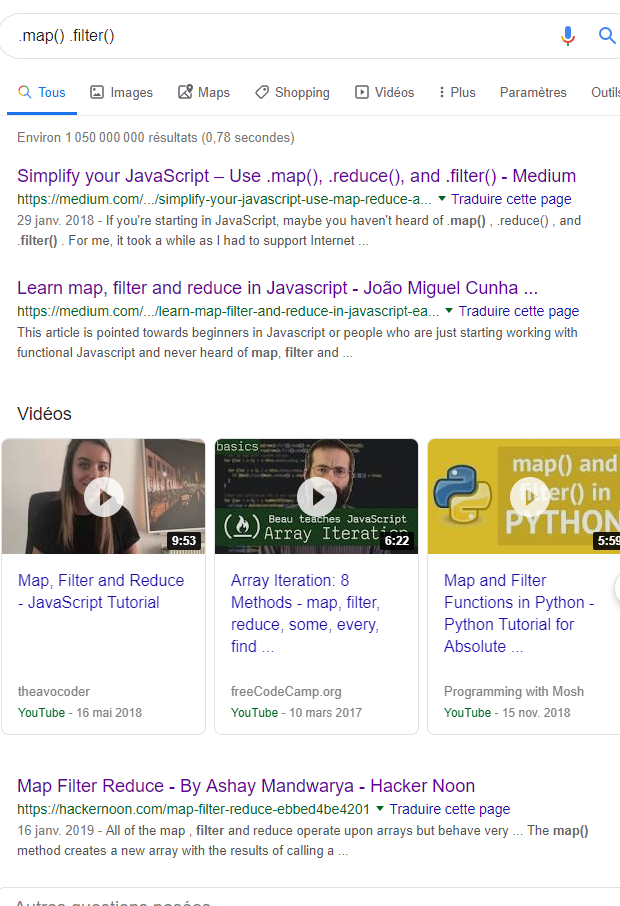 .map() .filter()
Tous Images Maps Shopping Vidéos Plus Paramètres Outils
Environ 1 050 000 000 résultats (0,78 secondes)
Simplify your JavaScript – Use .map(), .reduce(), and .filter() - Medium
https://medium.com/.../simplify-your-javascript-use-map-reduce-a... Traduire cette page
29 janv. 2018 - If you're starting in JavaScript, maybe you haven't heard of .map() , .reduce() , and
.filter() . For me, it took a while as I had to support Internet ...
Learn map, filter and reduce in Javascript - João Miguel Cunha ...
https://medium.com/.../learn-map-filter-and-reduce-in-javascript-ea... Traduire cette page
This article is pointed towards beginners in Javascript or people who are just starting working with
functional Javascript and never heard of map, filter and ...
Vidéos
9:53
basics
Beau teaches JavaScript
Array Iteration
6:22
map() and
filter() in
PYTHON
5:59
Map, Filter and Reduce
- JavaScript Tutorial
theavocoder
YouTube - 16 mai 2018
Array Iteration: 8
Methods - map, filter,
reduce, some, every,
find ...
freeCodeCamp.org
YouTube - 10 mars 2017
Map and Filter
Functions in Python -
Python Tutorial for
Absolute ...
Programming with Mosh
YouTube - 15 nov. 2018
Map Filter Reduce - By Ashay Mandwarya - Hacker Noon
https://hackernoon.com/map-filter-reduce-ebbed4be4201 Traduire cette page
16 janv. 2019 - All of the map , filter and reduce operate upon arrays but behave very ... The map()
method creates a new array with the results of calling a ...
Autres questions posées